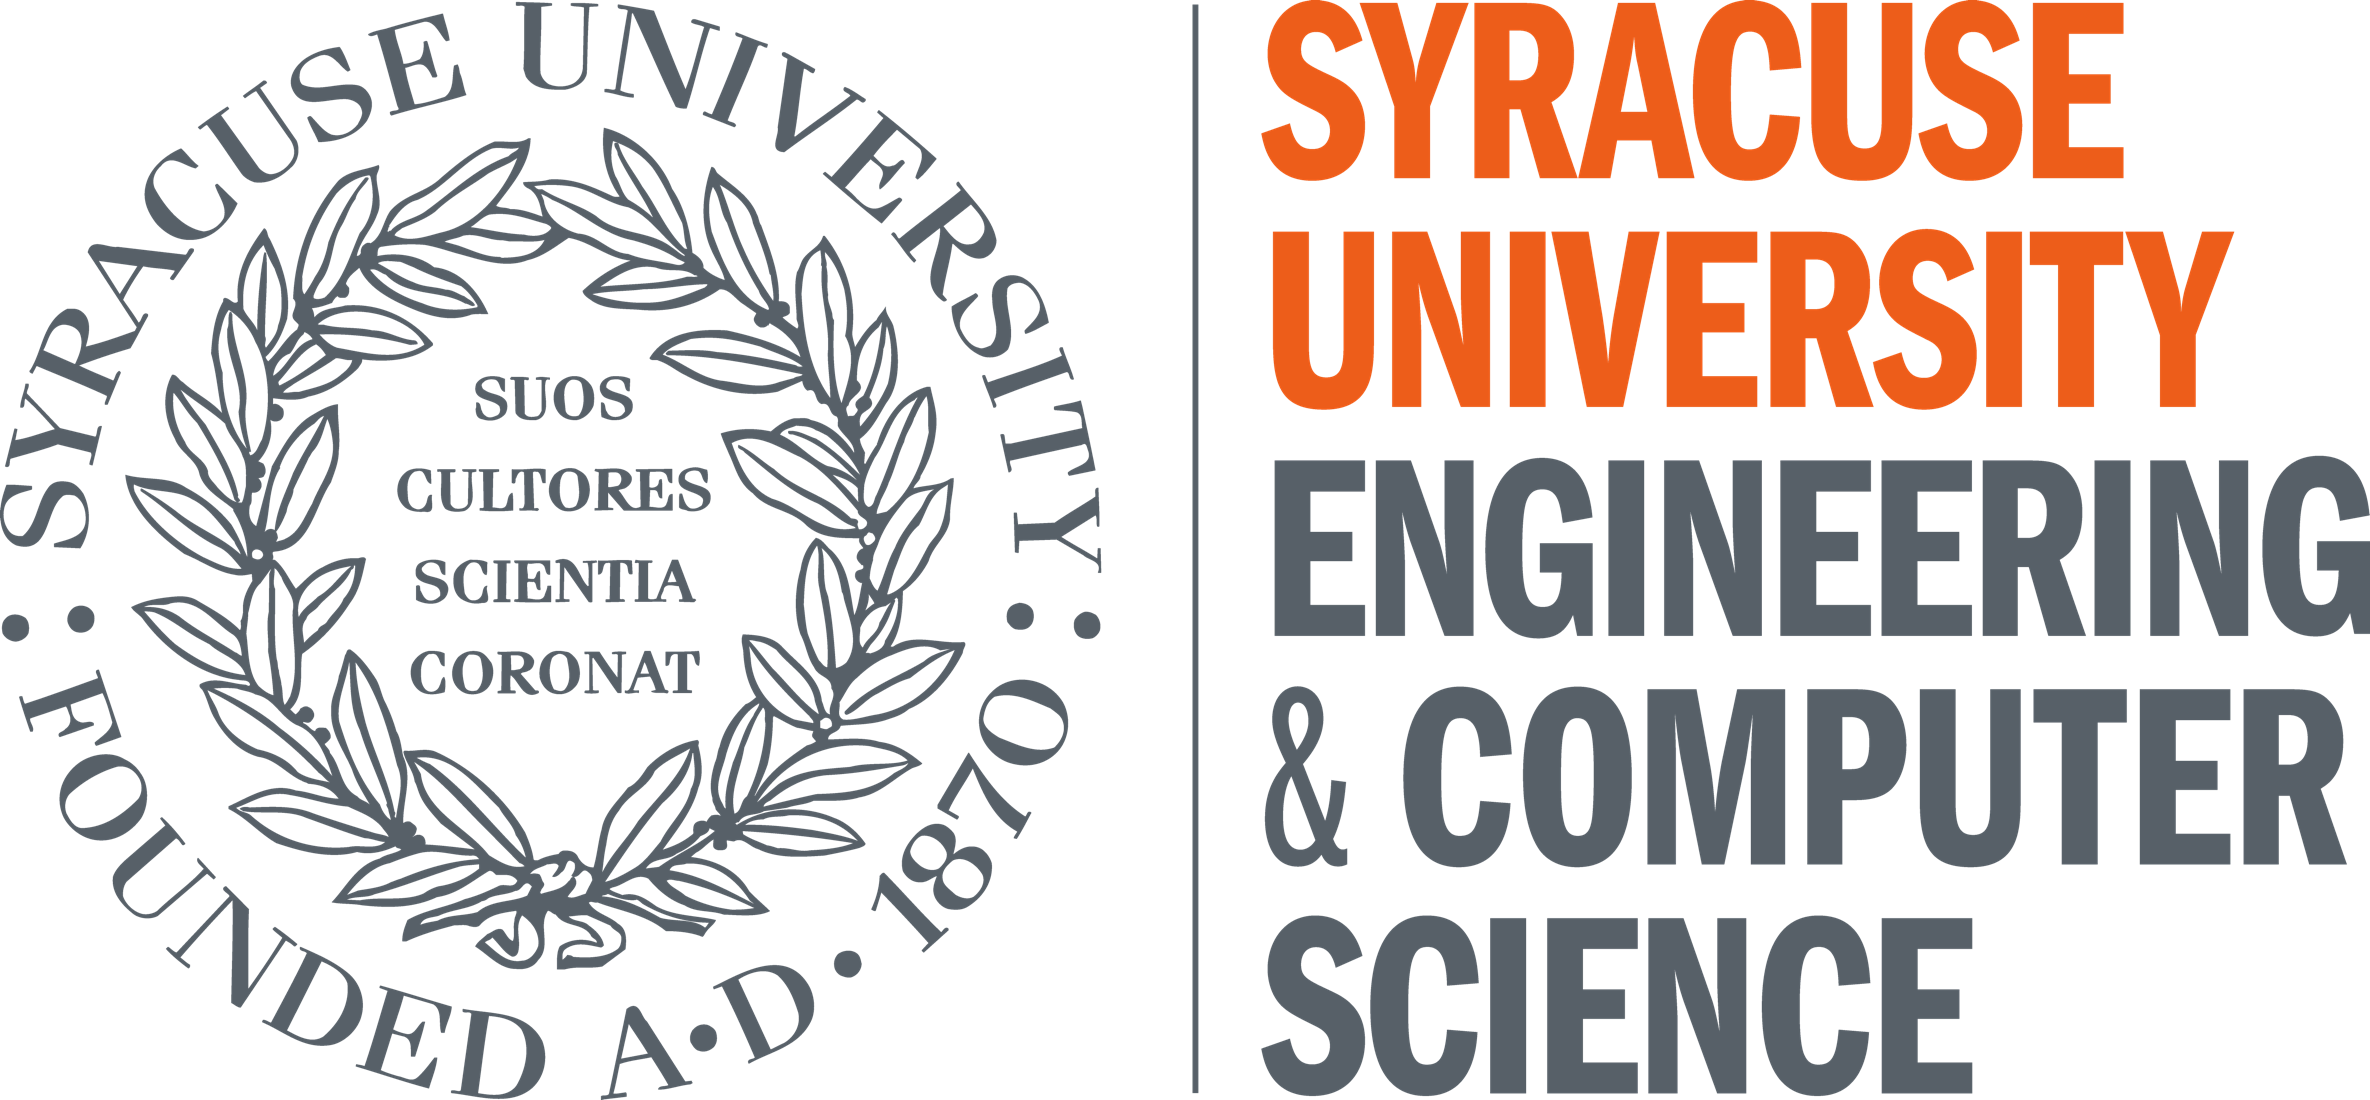 SYRACUSE UNIVERSITY
FOUNDED A·D· 1870
SUOS
CULTORES
SCIENTIA
CORONAT
SYRACUSE
UNIVERSITY
ENGINEERING
& COMPUTER
SCIENCE